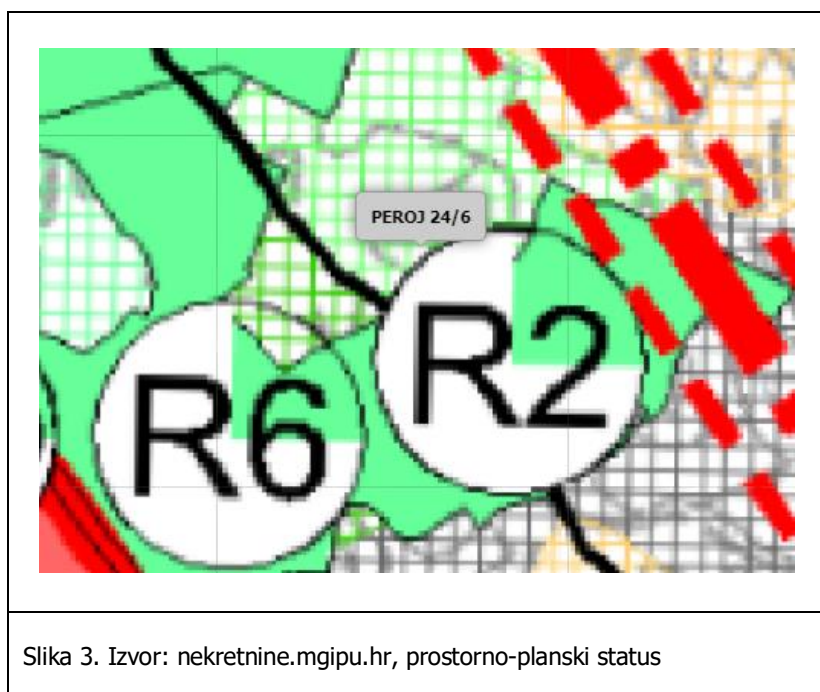 PEROJ 24/6
R2
R6
Slika 3. Izvor: nekretnine.mgipu.hr, prostorno-planski status